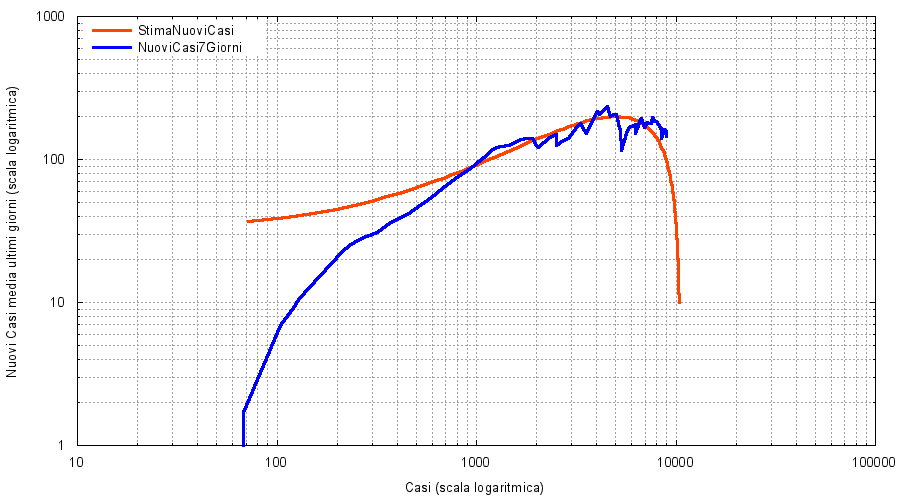 1000
StimaNuoviCasi
NuoviCasi7Giorni
100
10
1
Nuovi Casi media ultimi giorni (scala logaritmica)
10
100
1000
10000
100000
Casi (scala logaritmica)